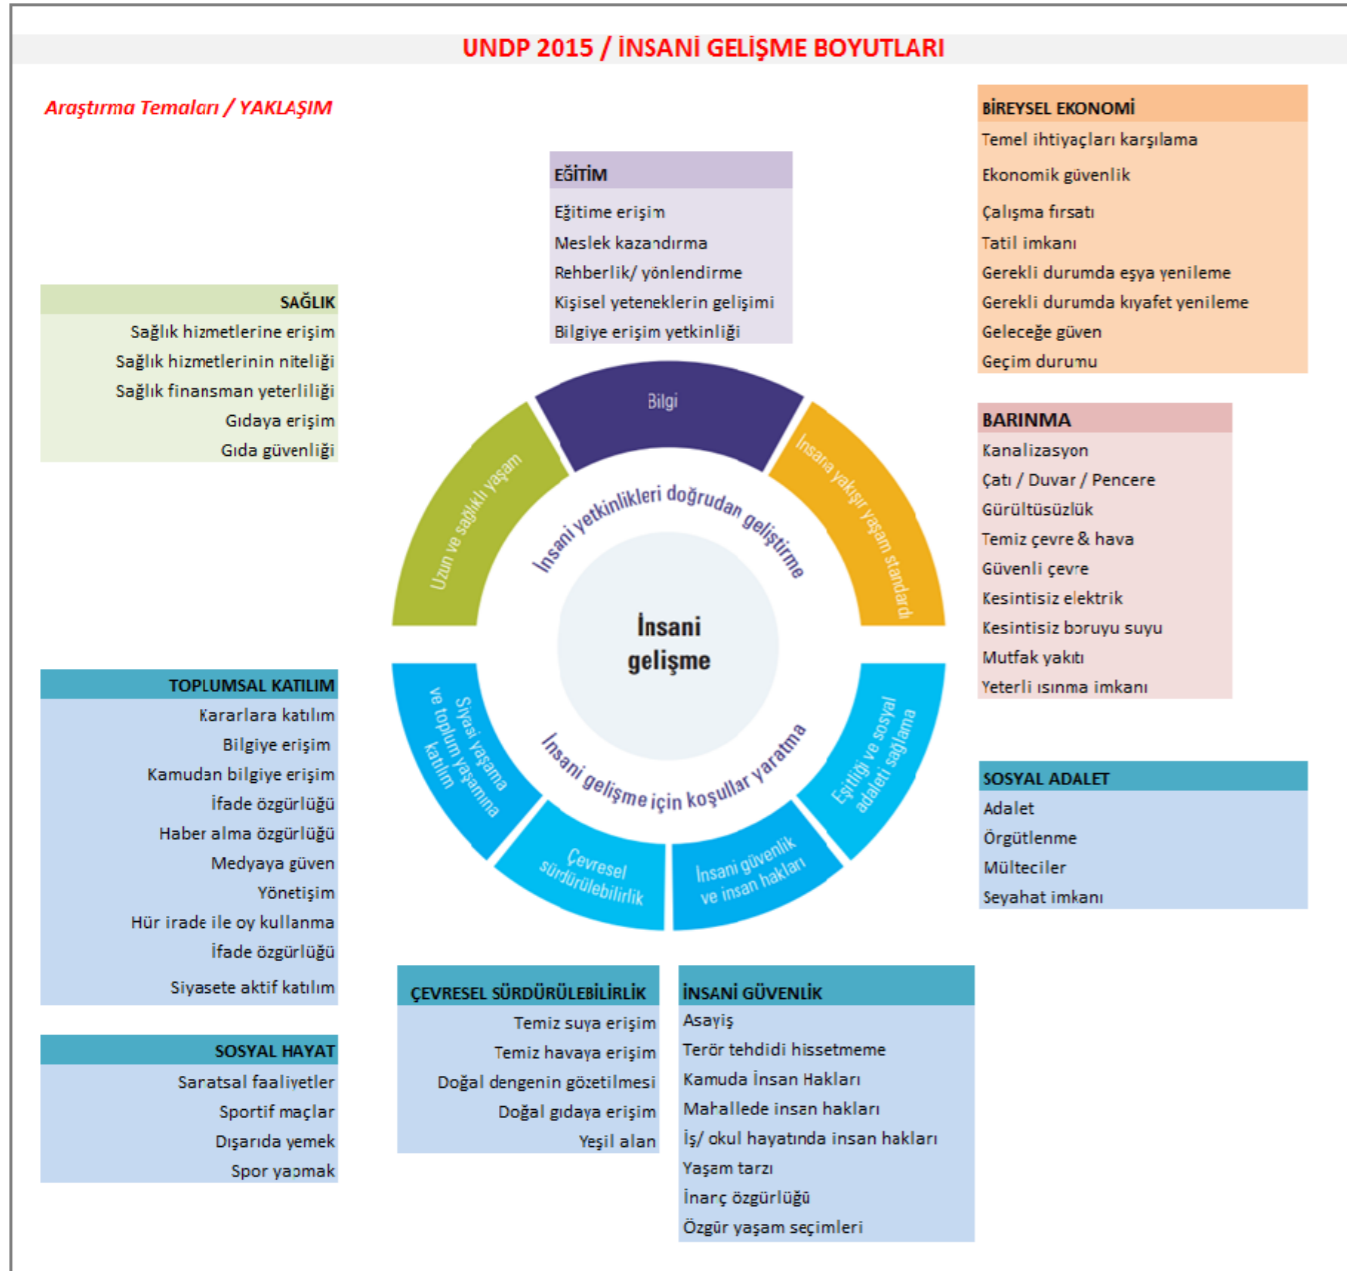 UNDP 2015 / İNSANİ GELİŞME BOYUTLARI
Araştırma Temaları / YAKLAŞIM
BİREYSEL EKONOMİ
Temel ihtiyaçları karşılama
Ekonomik güvenlik
Çalışma fırsatı
Tatil imkanı
Gerekli durumda eşya yenileme
Gerekli durumda kıyafet yenileme
Geleceğe güven
Geçim durumu
EĞİTİM
Eğitime erişim
Meslek kazandırma
Rehberlik/ yönlendirme
Kişisel yeteneklerin gelişimi
Bilgiye erişim yetkinliği
SAĞLIK
Sağlık hizmetlerine erişim
Sağlık hizmetlerinin niteliği
Sağlık finansman yeterliliği
Gıdaya erişim
Gıda güvenliği
BARINMA
Kanalizasyon
Çatı / Duvar / Pencere
Gürültüsüzlük
Temiz çevre & hava
Güvenli çevre
Kesintisiz elektrik
Kesintisiz boruyu suyu
Mutfak yakıtı
Yeterli ısınma imkanı
Uzun ve sağlıklı yaşam
Bilgi
İnsana yakışır yaşam standardı
İnsani yetkinlikleri doğrudan geliştirme
İnsani
gelişme
İnsani gelişme için koşullar yaratma
Siyasi yaşama
ve toplum yaşamına
katılım
Çevresel
sürdürülebilirlik
İnsani güvenlik
ve insan hakları
Eşitliği ve sosyal
adaleti sağlama
TOPLUMSAL KATILIM
Kararlara katılım
Bilgiye erişim
Kamudan bilgiye erişim
İfade özgürlüğü
Haber alma özgürlüğü
Medyaya güven
Yönetişim
Hür irade ile oy kullanma
İfade özgürlüğü
Siyasete aktif katılım
SOSYAL ADALET
Adalet
Örgütlenme
Mülteciler
Seyahat imkanı
SOSYAL HAYAT
Sanatsal faaliyetler
Sportif maçlar
Dışarıda yemek
Spor yapmak
ÇEVRESEL SÜRDÜRÜLEBİLİRLİK
Temiz suya erişim
Temiz havaya erişim
Doğal dengenin gözetilmesi
Doğal gıdaya erişim
Yeşil alan
İNSANİ GÜVENLİK
Asayiş
Terör tehdidi hissetmeme
Kamuda İnsan Hakları
Mahallede insan hakları
İş/ okul hayatında insan hakları
Yaşam tarzı
İnanç özgürlüğü
Özgür yaşam seçimleri